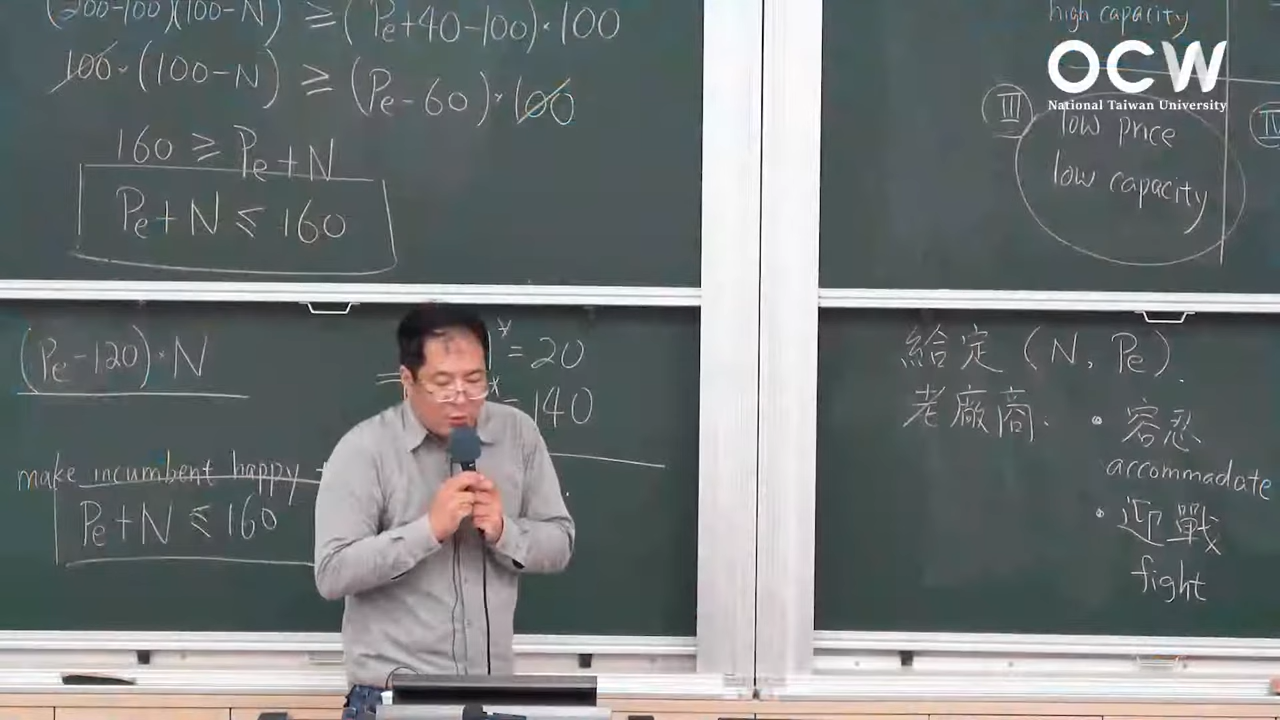 (200-100)(100-N) ≥ (Pe+40-100)·100
100·(100-N) ≥ (Pe-60)·100
160 ≥ Pe+N
Pe+N ≤ 160
(Pe-120)·N
* = 20
* = 140
make incumbent happy
Pe+N ≤ 160
high capacity
OCW
National Taiwan University
III
low price
low capacity
給定 (N, Pe).
老廠商.
• 容忍
accommadate
• 迎戰
fight